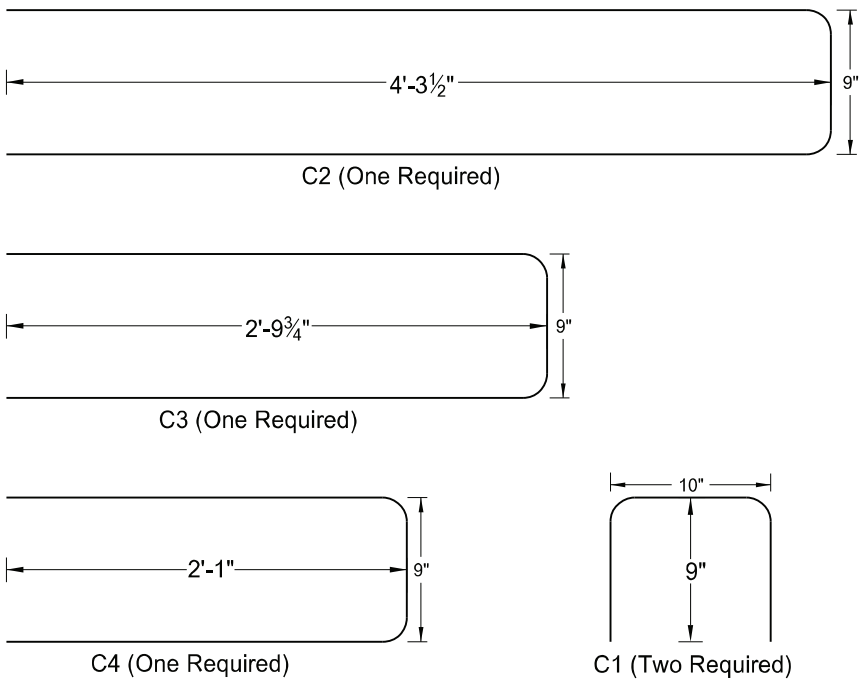 4'-3½"
9"
C2 (One Required)
2'-9¾"
9"
C3 (One Required)
10"
2'-1"
9"
9"
C4 (One Required)
C1 (Two Required)